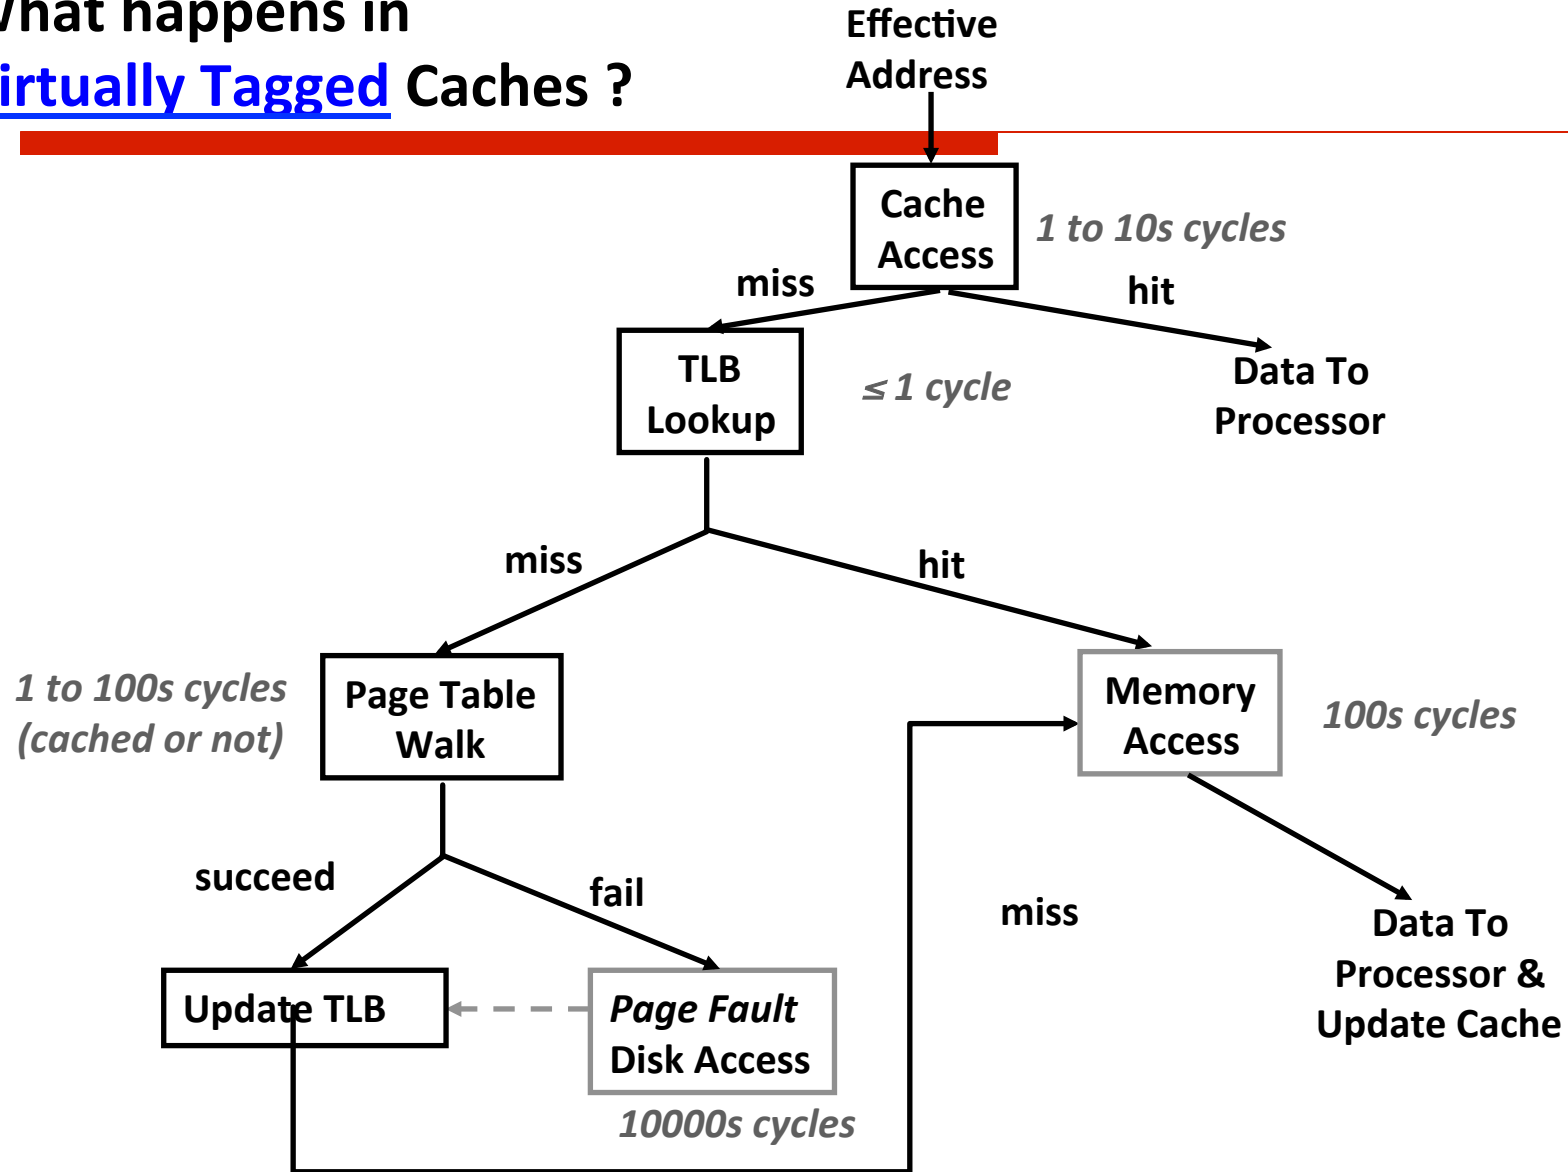 What happens in
irtually Tagged Caches ?
Effective
Address
Cache
Access
1 to 10s cycles
miss
hit
TLB
Lookup
≤ 1 cycle
Data To
Processor
miss
hit
1 to 100s cycles
(cached or not)
Page Table
Walk
Memory
Access
100s cycles
succeed
fail
miss
Data To
Processor &
Update Cache
Update TLB
Page Fault
Disk Access
10000s cycles